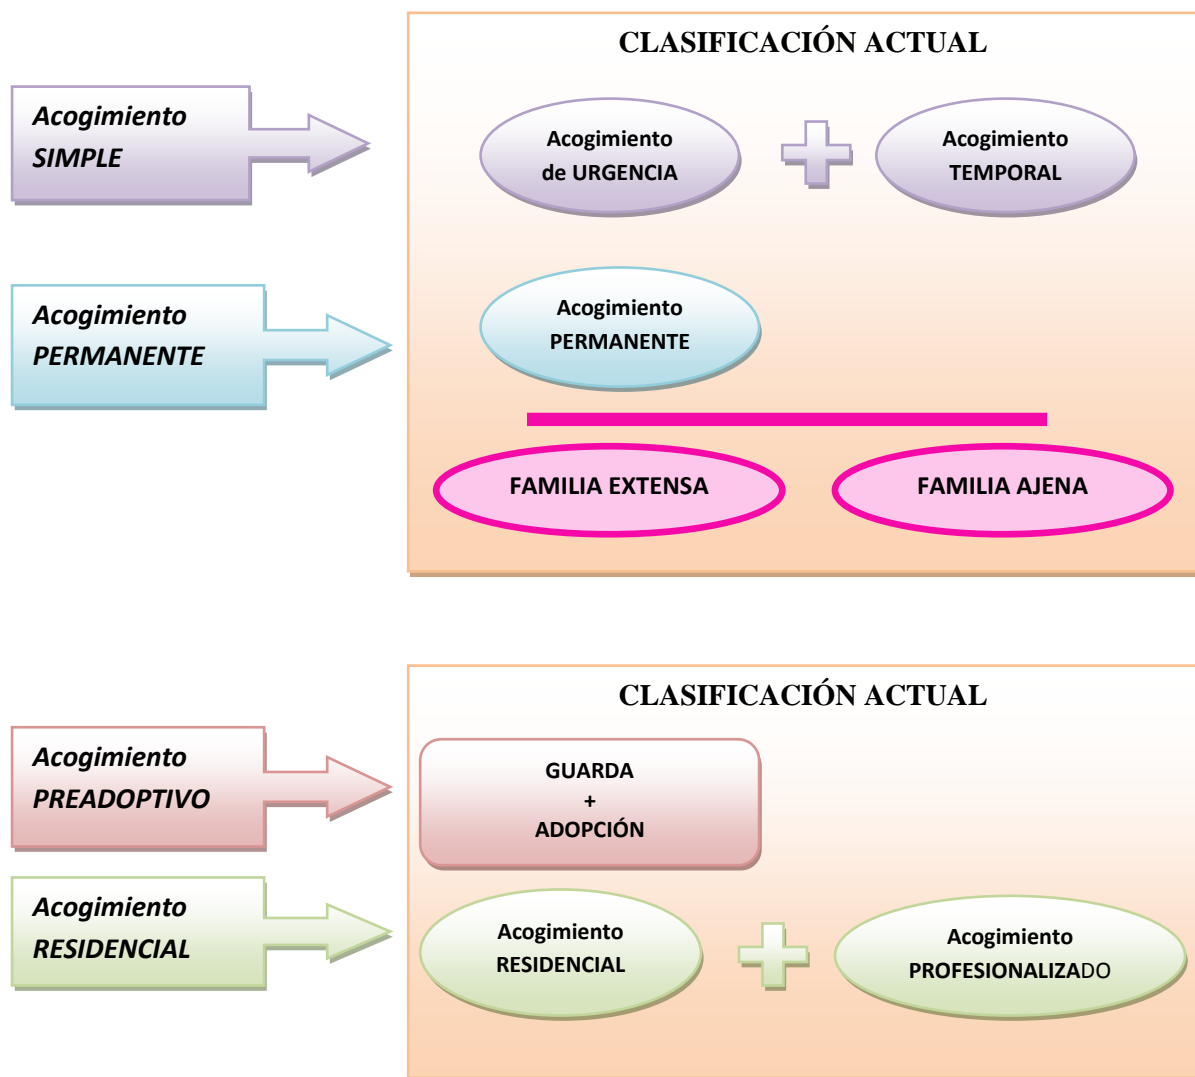 CLASIFICACIÓN ACTUAL
Acogimiento
SIMPLE
Acogimiento
de URGENCIA
Acogimiento
TEMPORAL
Acogimiento
PERMANENTE
Acogimiento
PERMANENTE
FAMILIA EXTENSA
FAMILIA AJENA
CLASIFICACIÓN ACTUAL
Acogimiento
PREADOPTIVO
GUARDA
+
ADOPCIÓN
Acogimiento
RESIDENCIAL
Acogimiento
RESIDENCIAL
Acogimiento
PROFESIONALIZADO